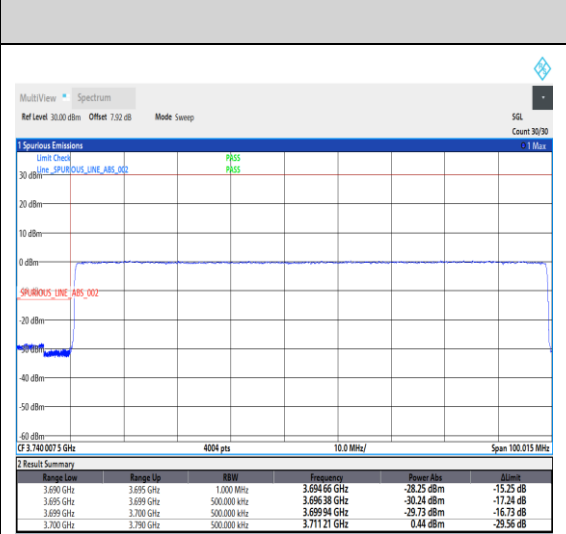 MultiView Spectrum
Ref Level 30.00 dBm Offset 7.92 dB Mode Sweep SGL
Count 30/30
1 Spurious Emissions 1 Max
Limit Check PASS
Line _SPURIOUS_LINE_ABS_002 PASS
30 dBm
20 dBm
10 dBm
0 dBm
SPURIOUS_LINE_ABS_002
-20 dBm
-30 dBm
-40 dBm
-50 dBm
-60 dBm
CF 3.740 007 5 GHz 4004 pts 10.0 MHz/ Span 100.015 MHz
2 Result Summary
Range Low Range Up RBW Frequency Power Abs ΔLimit
3.690 GHz 3.695 GHz 1.000 MHz 3.694 66 GHz -28.25 dBm -15.25 dB
3.695 GHz 3.699 GHz 500.000 kHz 3.696 38 GHz -30.24 dBm -17.24 dB
3.699 GHz 3.700 GHz 500.000 kHz 3.699 94 GHz -29.73 dBm -16.73 dB
3.700 GHz 3.790 GHz 500.000 kHz 3.711 21 GHz 0.44 dBm -29.56 dB